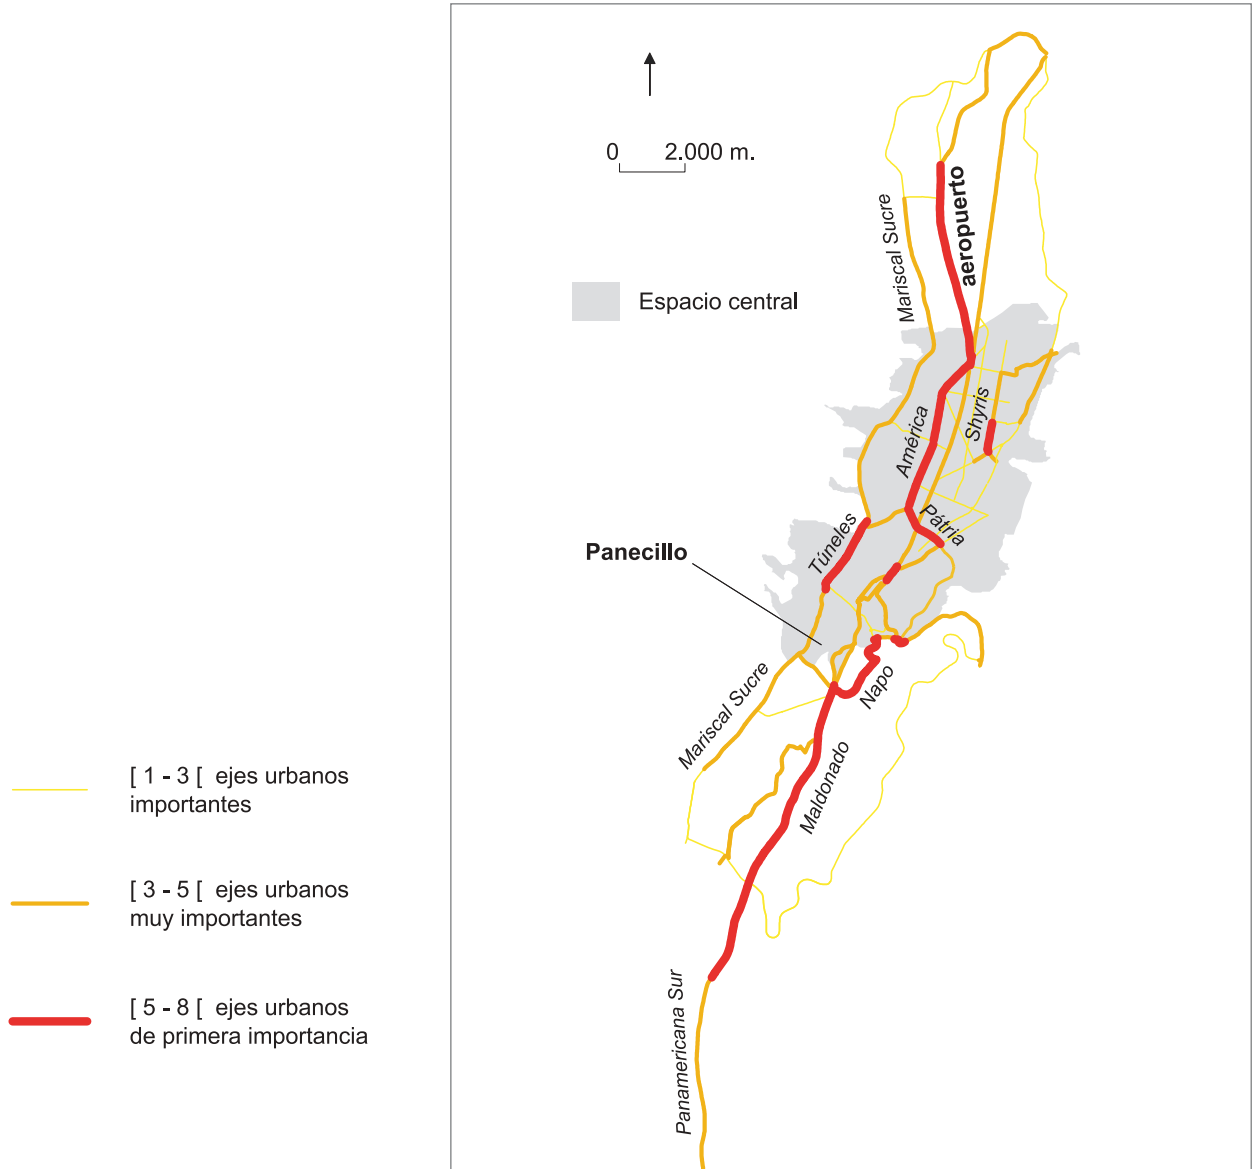 0 2.000 m.
aeropuerto
Mariscal Sucre
Espacio central
Shyris
América
Pátria
Túneles
Panecillo
Napo
Mariscal Sucre
Maldonado
[ 1 - 3 [ ejes urbanos
importantes
[ 3 - 5 [ ejes urbanos
muy importantes
[ 5 - 8 [ ejes urbanos
de primera importancia
Panamericana Sur